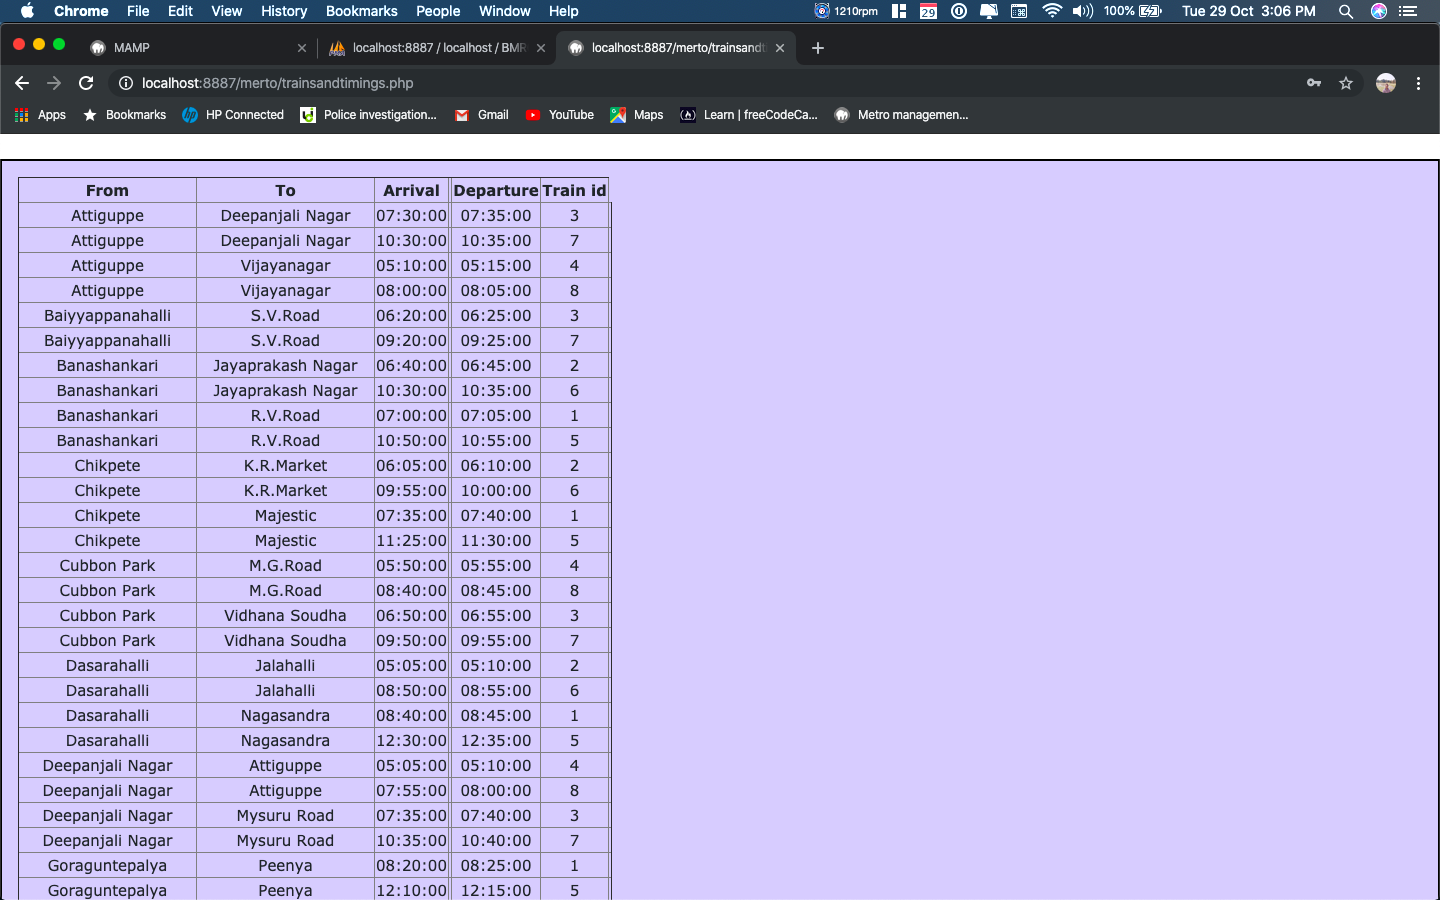 Chrome File Edit View History Bookmarks People Window Help 1210rpm 29 100% Tue 29 Oct 3:06 PM
MAMP localhost:8887 / localhost / BMR localhost:8887/merto/trainsandt
localhost:8887/merto/trainsandtimings.php
Apps Bookmarks HP Connected Police investigation... Gmail YouTube Maps Learn | freeCodeCa... Metro managemen...
From To Arrival Departure Train id
Attiguppe Deepanjali Nagar 07:30:00 07:35:00 3
Attiguppe Deepanjali Nagar 10:30:00 10:35:00 7
Attiguppe Vijayanagar 05:10:00 05:15:00 4
Attiguppe Vijayanagar 08:00:00 08:05:00 8
Baiyyappanahalli S.V.Road 06:20:00 06:25:00 3
Baiyyappanahalli S.V.Road 09:20:00 09:25:00 7
Banashankari Jayaprakash Nagar 06:40:00 06:45:00 2
Banashankari Jayaprakash Nagar 10:30:00 10:35:00 6
Banashankari R.V.Road 07:00:00 07:05:00 1
Banashankari R.V.Road 10:50:00 10:55:00 5
Chikpete K.R.Market 06:05:00 06:10:00 2
Chikpete K.R.Market 09:55:00 10:00:00 6
Chikpete Majestic 07:35:00 07:40:00 1
Chikpete Majestic 11:25:00 11:30:00 5
Cubbon Park M.G.Road 05:50:00 05:55:00 4
Cubbon Park M.G.Road 08:40:00 08:45:00 8
Cubbon Park Vidhana Soudha 06:50:00 06:55:00 3
Cubbon Park Vidhana Soudha 09:50:00 09:55:00 7
Dasarahalli Jalahalli 05:05:00 05:10:00 2
Dasarahalli Jalahalli 08:50:00 08:55:00 6
Dasarahalli Nagasandra 08:40:00 08:45:00 1
Dasarahalli Nagasandra 12:30:00 12:35:00 5
Deepanjali Nagar Attiguppe 05:05:00 05:10:00 4
Deepanjali Nagar Attiguppe 07:55:00 08:00:00 8
Deepanjali Nagar Mysuru Road 07:35:00 07:40:00 3
Deepanjali Nagar Mysuru Road 10:35:00 10:40:00 7
Goraguntepalya Peenya 08:20:00 08:25:00 1
Goraguntepalya Peenya 12:10:00 12:15:00 5